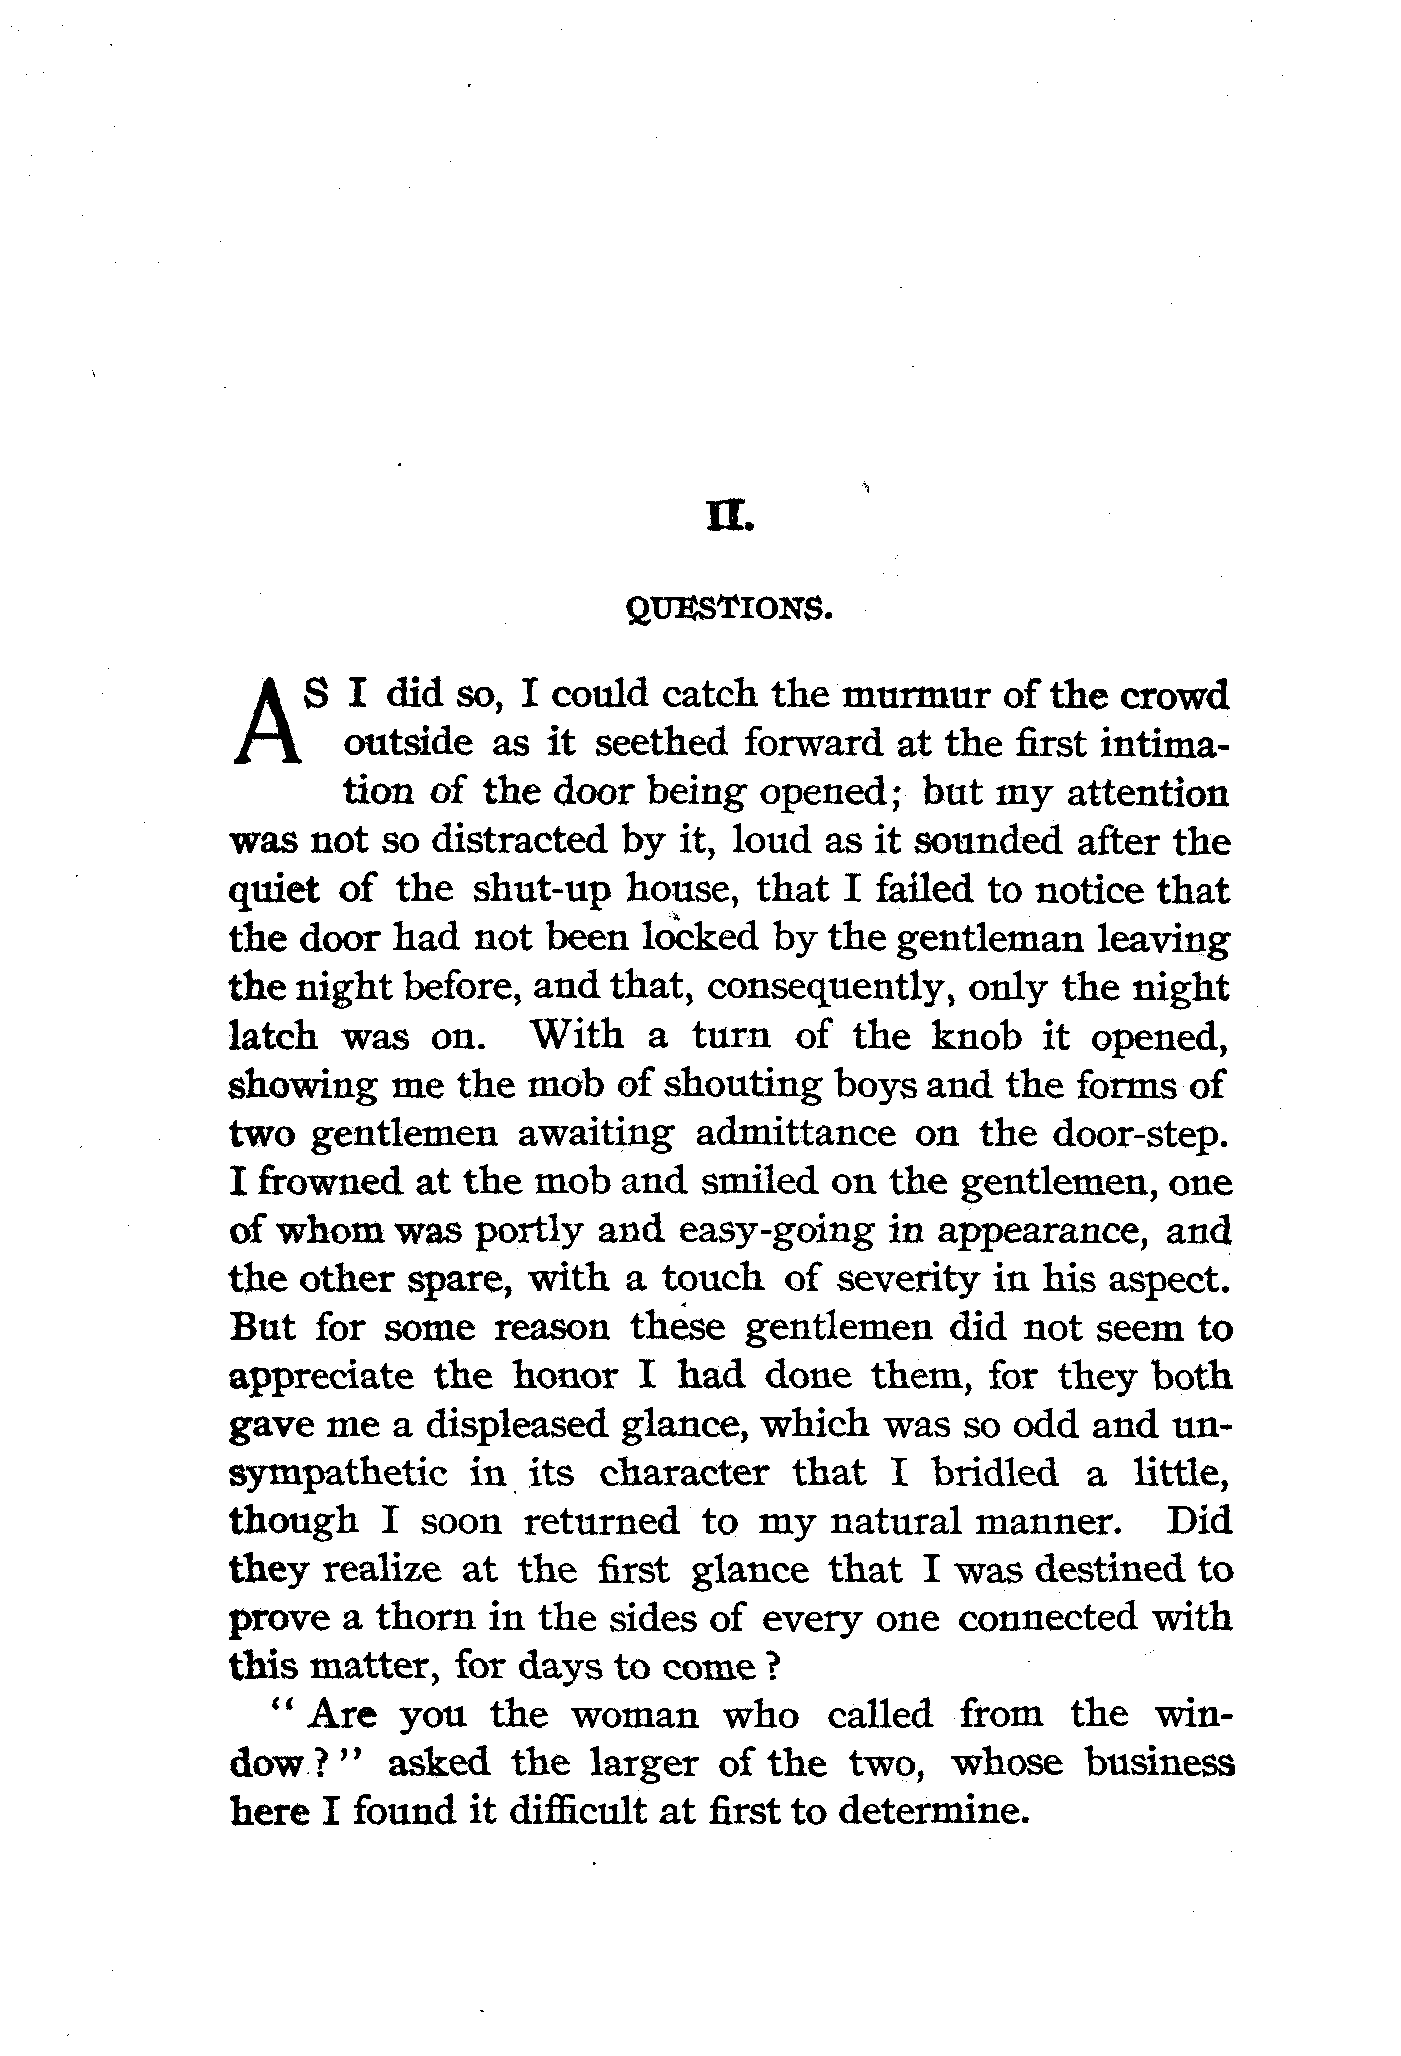 II.
QUESTIONS.
AS I did so, I could catch the murmur of the crowd
outside as it seethed forward at the first intima-
tion of the door being opened; but my attention
was not so distracted by it, loud as it sounded after the
quiet of the shut-up house, that I failed to notice that
the door had not been locked by the gentleman leaving
the night before, and that, consequently, only the night
latch was on. With a turn of the knob it opened,
showing me the mob of shouting boys and the forms of
two gentlemen awaiting admittance on the door-step.
I frowned at the mob and smiled on the gentlemen, one
of whom was portly and easy-going in appearance, and
the other spare, with a touch of severity in his aspect.
But for some reason these gentlemen did not seem to
appreciate the honor I had done them, for they both
gave me a displeased glance, which was so odd and un-
sympathetic in its character that I bridled a little,
though I soon returned to my natural manner. Did
they realize at the first glance that I was destined to
prove a thorn in the sides of every one connected with
this matter, for days to come?
"Are you the woman who called from the win-
dow?" asked the larger of the two, whose business
here I found it difficult at first to determine.